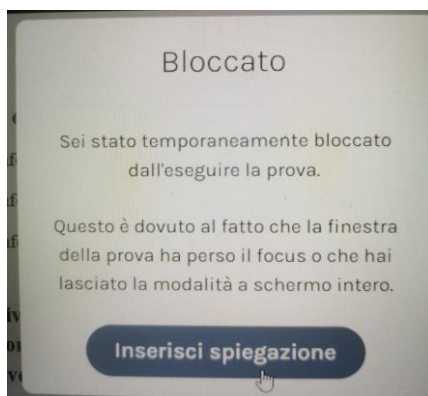 Bloccato
Sei stato temporaneamente bloccato
dall'eseguire la prova.
Questo è dovuto al fatto che la finestra
della prova ha perso il focus o che hai
lasciato la modalità a schermo intero.
Inserisci spiegazione